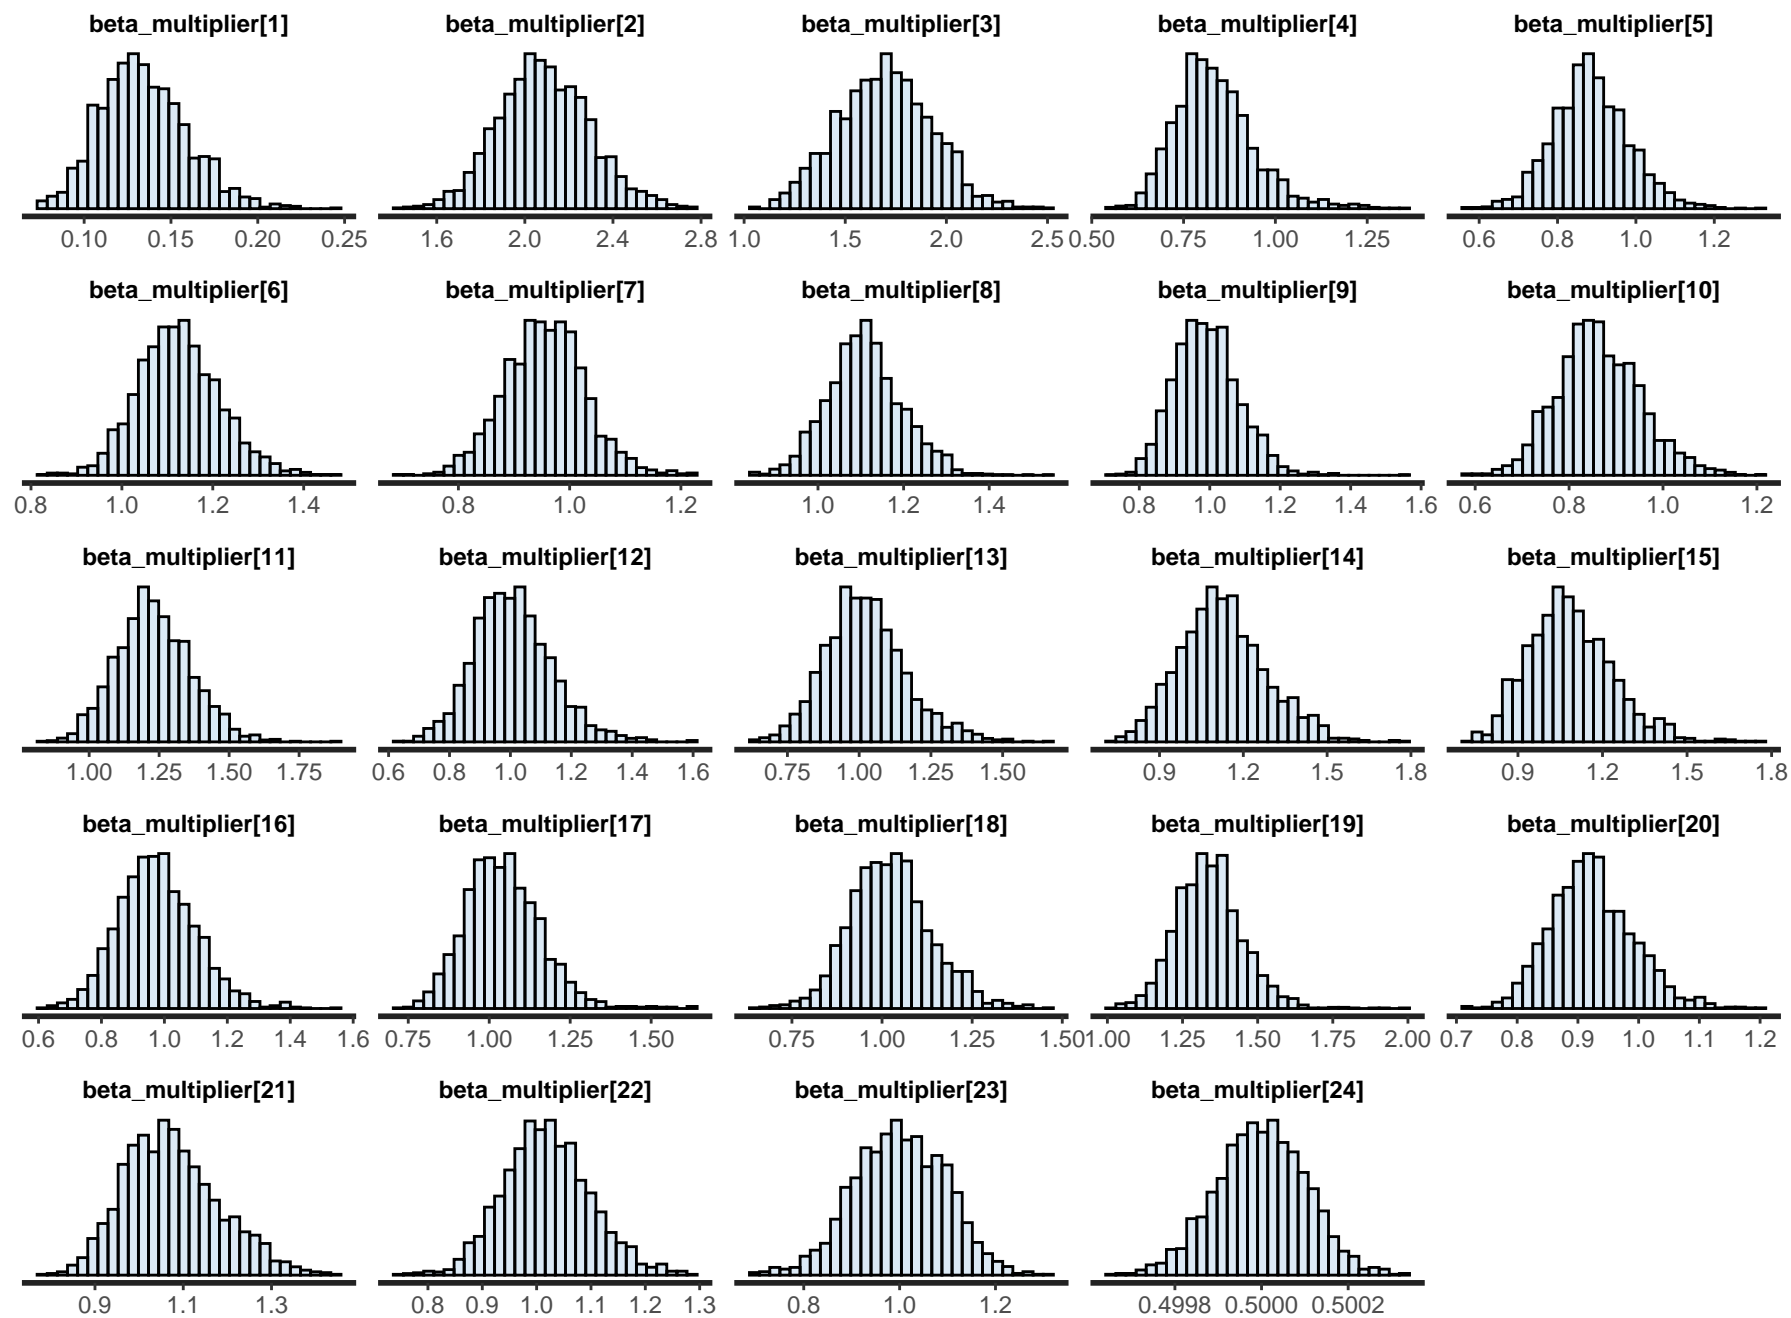 beta_multiplier[1] beta_multiplier[2] beta_multiplier[3] beta_multiplier[4] beta_multiplier[5]
0.10 0.15 0.20 0.25 1.6 2.0 2.4 2.8 1.0 1.5 2.0 2.5 0.50 0.75 1.00 1.25 0.6 0.8 1.0 1.2
beta_multiplier[6] beta_multiplier[7] beta_multiplier[8] beta_multiplier[9] beta_multiplier[10]
0.8 1.0 1.2 1.4 0.8 1.0 1.2 1.0 1.2 1.4 0.8 1.0 1.2 1.4 1.6 0.6 0.8 1.0 1.2
beta_multiplier[11] beta_multiplier[12] beta_multiplier[13] beta_multiplier[14] beta_multiplier[15]
1.00 1.25 1.50 1.75 0.6 0.8 1.0 1.2 1.4 1.6 0.75 1.00 1.25 1.50 0.9 1.2 1.5 1.8 0.9 1.2 1.5 1.8
beta_multiplier[16] beta_multiplier[17] beta_multiplier[18] beta_multiplier[19] beta_multiplier[20]
0.6 0.8 1.0 1.2 1.4 1.6 0.75 1.00 1.25 1.50 0.75 1.00 1.25 1.50 1.00 1.25 1.50 1.75 2.00 0.7 0.8 0.9 1.0 1.1 1.2
beta_multiplier[21] beta_multiplier[22] beta_multiplier[23] beta_multiplier[24]
0.9 1.1 1.3 0.8 0.9 1.0 1.1 1.2 1.3 0.8 1.0 1.2 0.4998 0.5000 0.5002